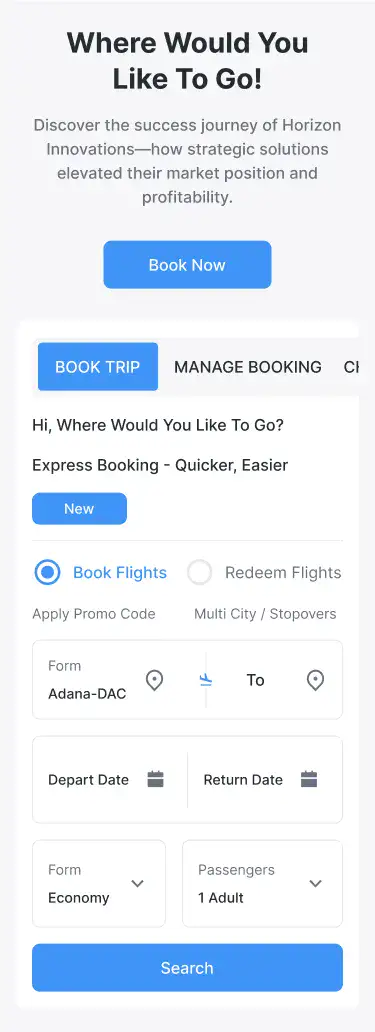 Where Would You
Like To Go!
Discover the success journey of Horizon
Innovations—how strategic solutions
elevated their market position and
profitability.
Book Now
BOOK TRIP MANAGE BOOKING CH
Hi, Where Would You Like To Go?
Express Booking - Quicker, Easier
New
Book Flights Redeem Flights
Apply Promo Code Multi City / Stopovers
Form
Adana-DAC
To
Depart Date Return Date
Form
Economy
Passengers
1 Adult
Search